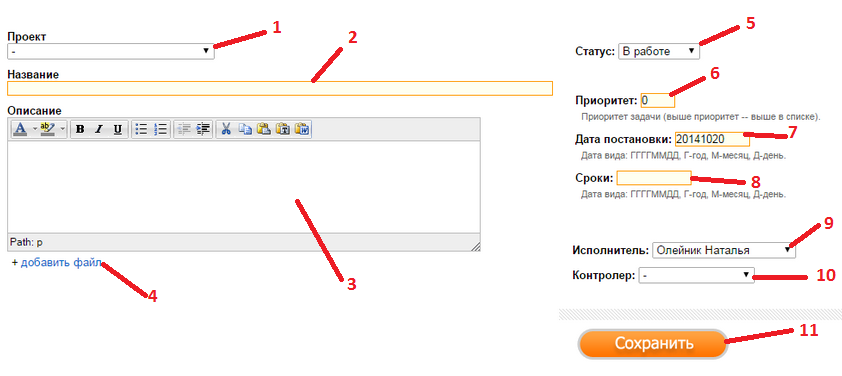 Проект
1
-
2
Название
Описание
A ab B I U
Path: p
3
+ добавить файл
4
Статус: В работе
5
6
Приоритет: 0
Приоритет задачи (выше приоритет -- выше в списке).
Дата постановки: 20141020
7
Дата вида: ГГГГММДД, Г-год, М-месяц, Д-день.
Сроки:
8
Дата вида: ГГГГММДД, Г-год, М-месяц, Д-день.
9
Исполнитель: Олейник Наталья
Контролер: -
10
11
Сохранить